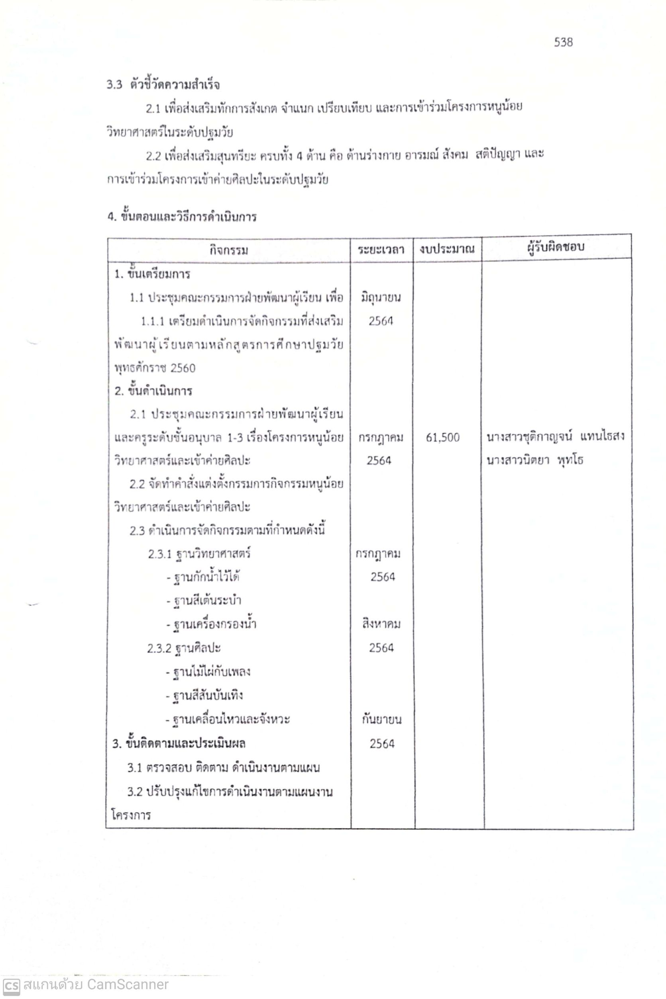 538
3.3 ตัวชี้วัดความสำเร็จ
2.1 เพื่อส่งเสริมทักการสังเกต จำแนก เปรียบเทียบ และการเข้าร่วมโครงการหนูน้อย
วิทยาศาสตร์ในระดับปฐมวัย
2.2 เพื่อส่งเสริมสุนทรียะ ครบทั้ง 4 ด้าน คือ ด้านร่างกาย อารมณ์ สังคม สติปัญญา และ
การเข้าร่วมโครงการเข้าค่ายศิลปะในระดับปฐมวัย
4. ขั้นตอนและวิธีการดำเนินการ
กิจกรรม ระยะเวลา งบประมาณ ผู้รับผิดชอบ
1. ขั้นเตรียมการ
1.1 ประชุมคณะกรรมการฝ่ายพัฒนาผู้เรียน เพื่อ มิถุนายน
1.1.1 เตรียมดำเนินการจัดกิจกรรมที่ส่งเสริม 2564
พัฒนาผู้เรียนตามหลักสูตรการศึกษาปฐมวัย
พุทธศักราช 2560
2. ขั้นดำเนินการ
2.1 ประชุมคณะกรรมการฝ่ายพัฒนาผู้เรียน
และครูระดับชั้นอนุบาล 1-3 เรื่องโครงการหนูน้อย กรกฎาคม 61,500 นางสาวชุติกาญจน์ แทนไธสง
วิทยาศาสตร์และเข้าค่ายศิลปะ 2564 นางสาวนิตยา พุทโธ
2.2 จัดทำคำสั่งแต่งตั้งกรรมการกิจกรรมหนูน้อย
วิทยาศาสตร์และเข้าค่ายศิลปะ
2.3 ดำเนินการจัดกิจกรรมตามที่กำหนดดังนี้
2.3.1 ฐานวิทยาศาสตร์ กรกฎาคม
- ฐานกักน้ำไว้ได้ 2564
- ฐานสีเต้นระบำ
- ฐานเครื่องกรองน้ำ สิงหาคม
2.3.2 ฐานศิลปะ 2564
- ฐานไม้ไผ่กับเพลง
- ฐานสีสันบันเทิง
- ฐานเคลื่อนไหวและจังหวะ กันยายน
3. ขั้นติดตามและประเมินผล 2564
3.1 ตรวจสอบ ติดตาม ดำเนินงานตามแผน
3.2 ปรับปรุงแก้ไขการดำเนินงานตามแผนงาน
โครงการ
CS สแกนด้วย CamScanner